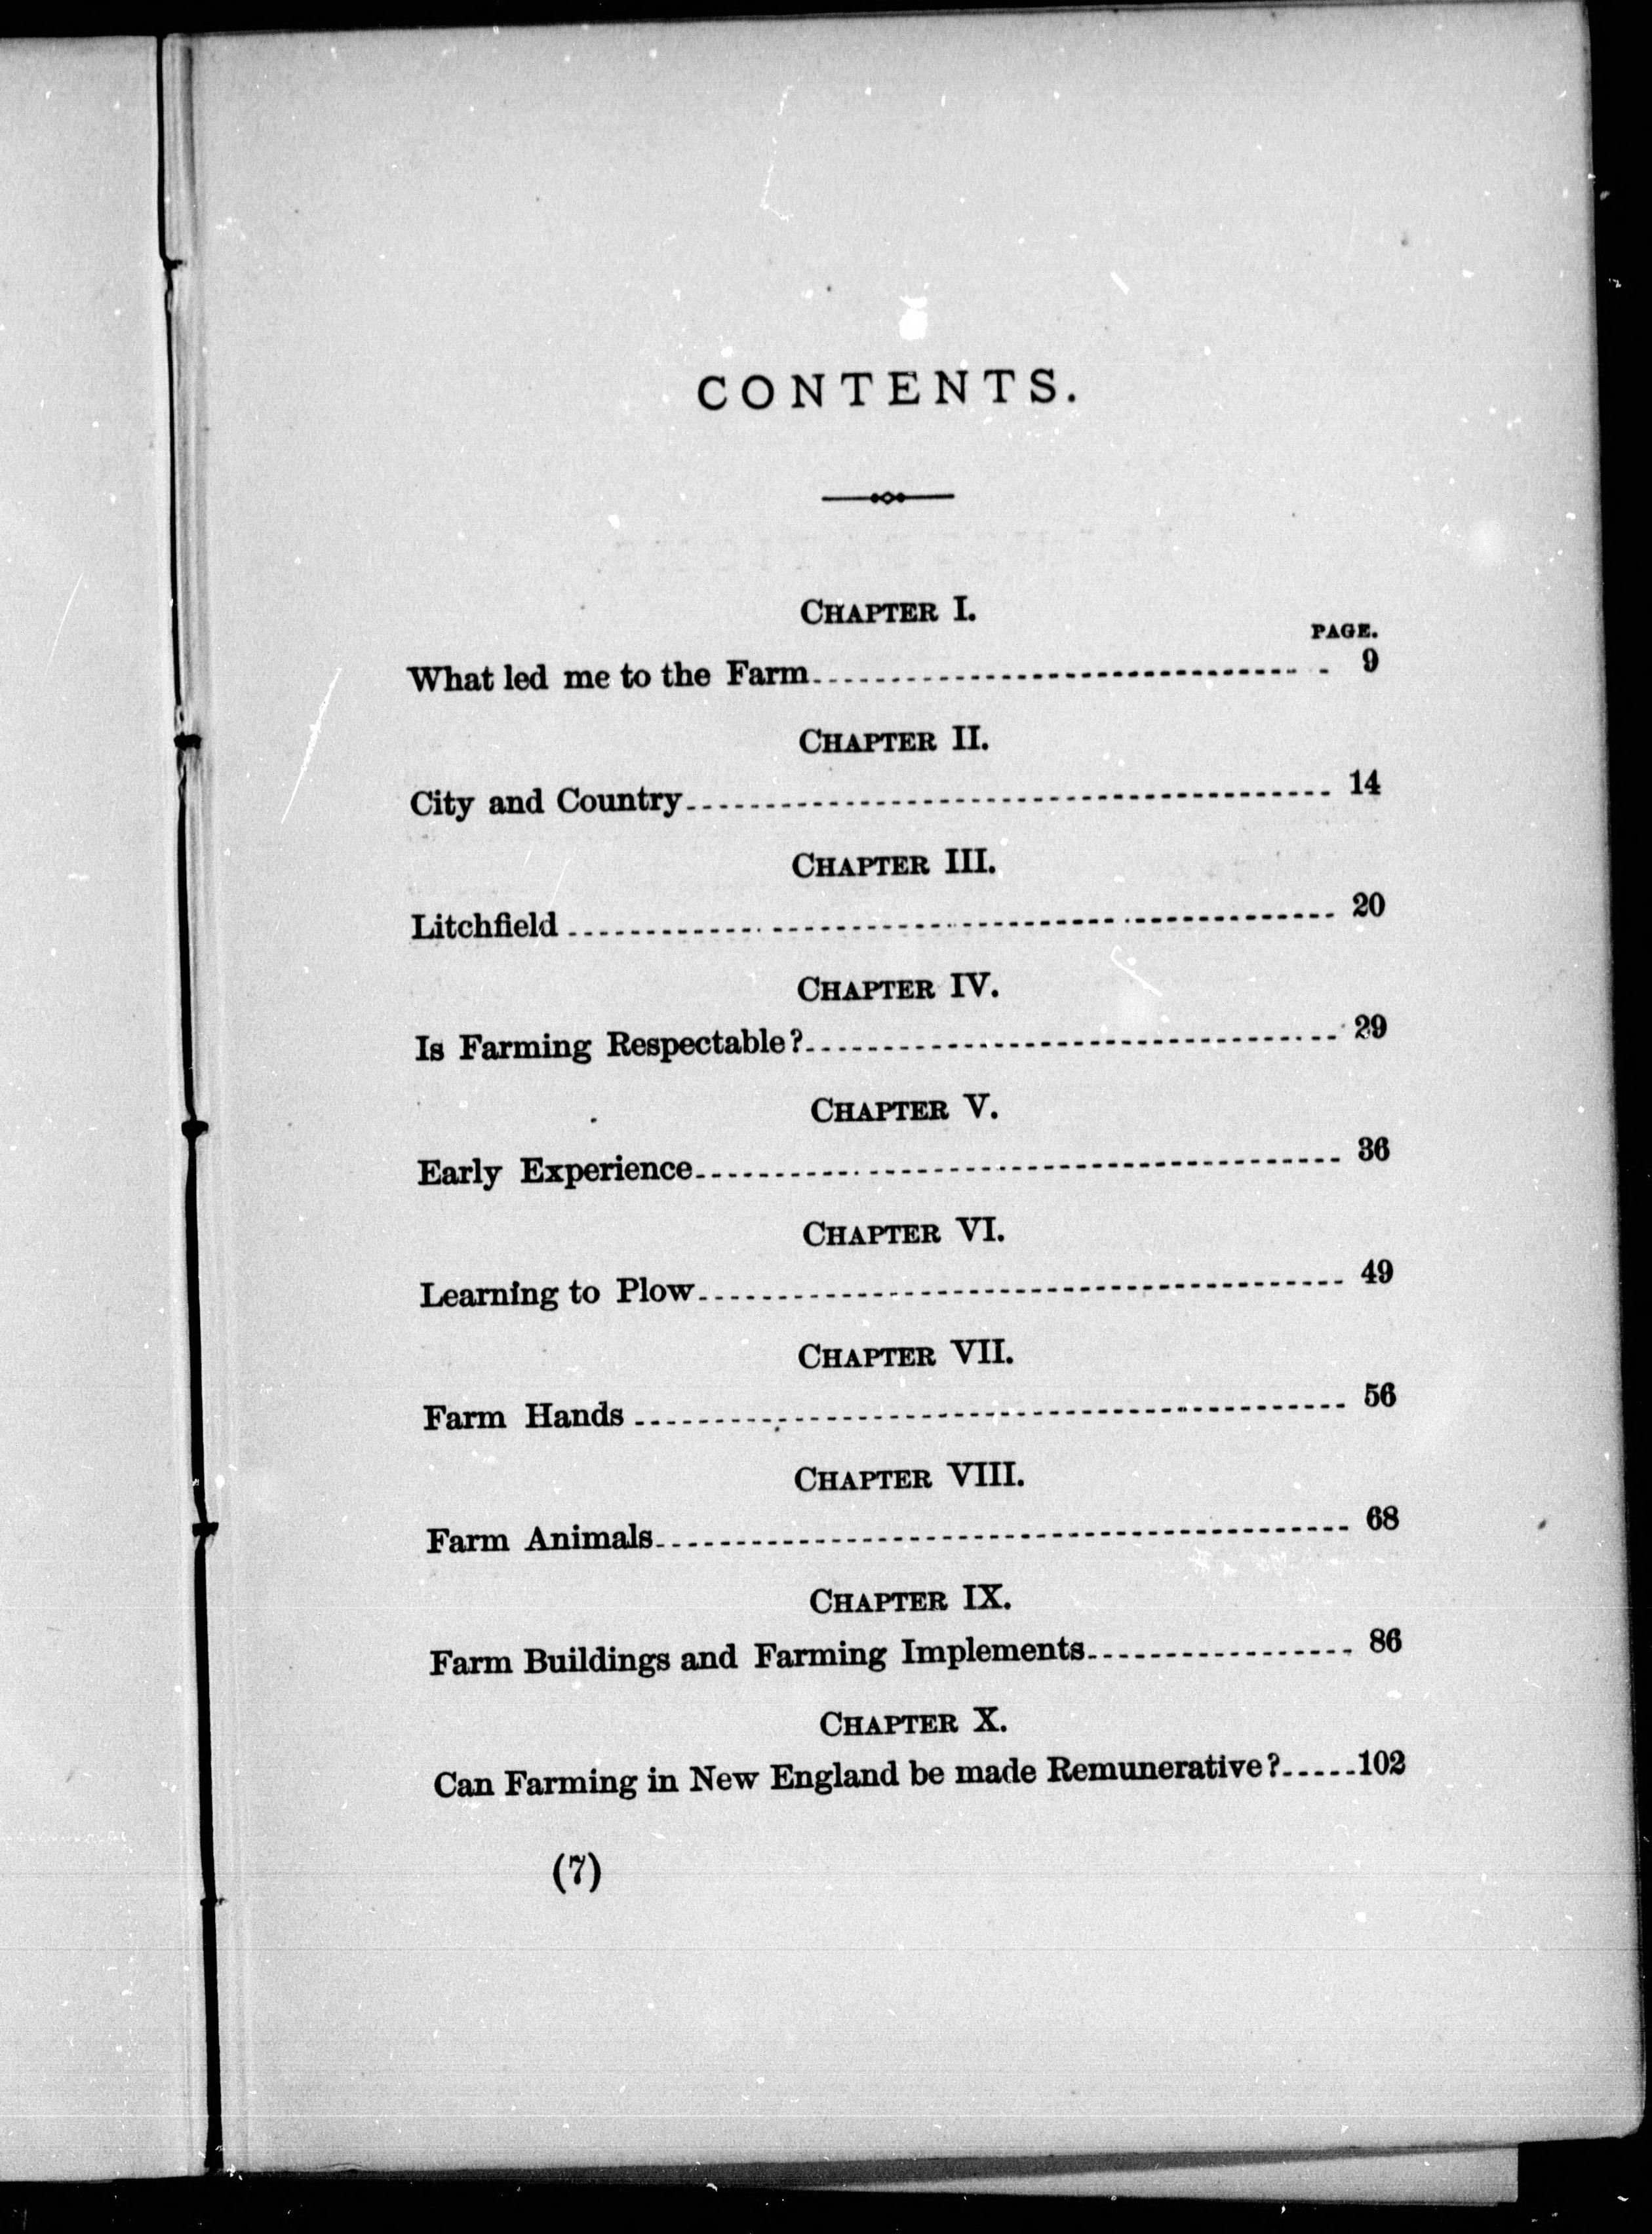 CONTENTS.
CHAPTER I.
PAGE.
What led me to the Farm 9
CHAPTER II.
City and Country 14
CHAPTER III.
Litchfield 20
CHAPTER IV.
Is Farming Respectable? 29
CHAPTER V.
Early Experience 36
CHAPTER VI.
Learning to Plow 49
CHAPTER VII.
Farm Hands 56
CHAPTER VIII.
Farm Animals 68
CHAPTER IX.
Farm Buildings and Farming Implements 86
CHAPTER X.
Can Farming in New England be made Remunerative? 102
(7)